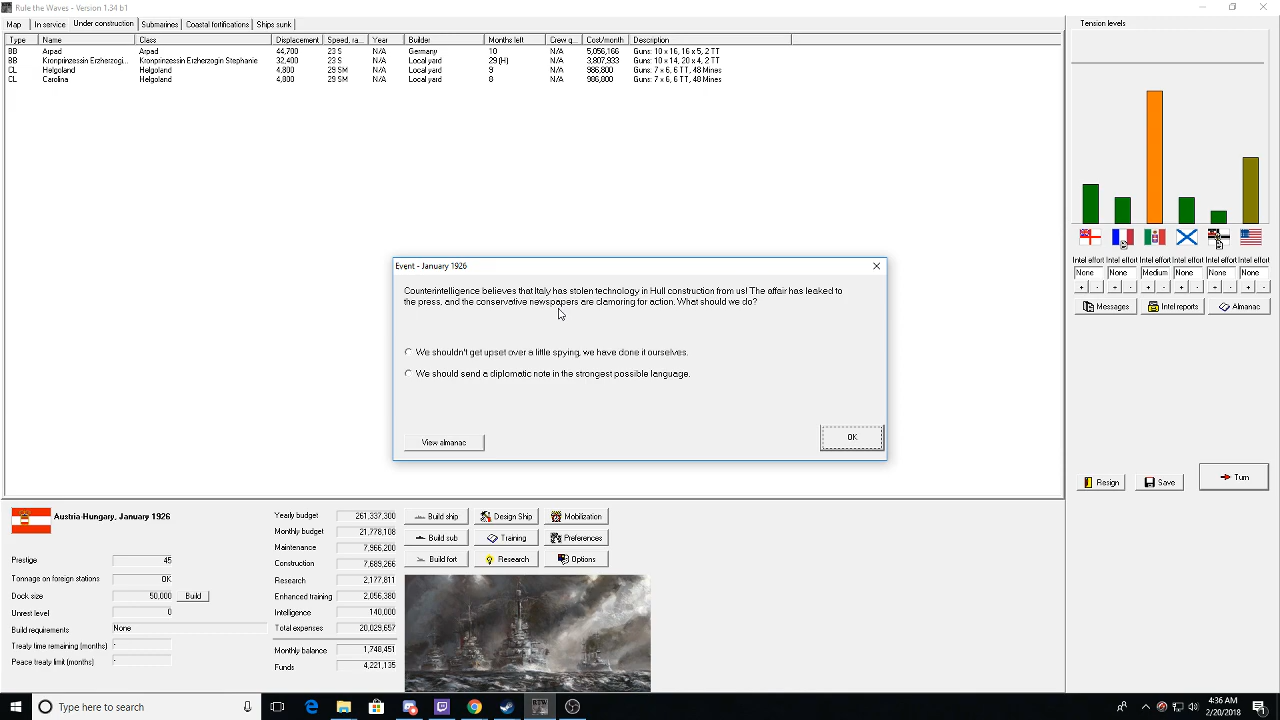 Rule the Waves - Version 1.34 b1
Map In service Under construction Submarines Coastal fortifications Ships sunk
Type Name Class Displacement Speed, ra... Year Builder Months left Crew q... Cost/month Description
BB Arpad Arpad 44,700 23 S N/A Germany 10 N/A 5,056,166 Guns: 10 x 16, 16 x 5, 2 TT
BB Kronprinzessin Erzherzogi... Kronprinzessin Erzherzogin Stephanie 32,400 23 S N/A Local yard 29 (H) N/A 3,807,933 Guns: 10 x 14, 20 x 4, 2 TT
CL Helgoland Helgoland 4,800 29 SM N/A Local yard 9 N/A 986,800 Guns: 7 x 6, 6 TT, 48 Mines
CL Carolina Helgoland 4,800 29 SM N/A Local yard 8 N/A 986,800 Guns: 7 x 6, 6 TT, 48 Mines
Tension levels
Intel effort Intel effort Intel effort Intel effort Intel effort Intel effort
None None Medium None None None
+ - + - + - + - + - + -
Messages Intel reports Almanac
Event - January 1926
Counterintelligence believes that Italy has stolen technology in Hull construction from us! The affair has leaked to
the press, and the conservative newspapers are clamoring for action. What should we do?
We shouldn't get upset over a little spying, we have done it ourselves.
We should send a diplomatic note in the strongest possible language.
View almanac OK
Resign Save Turn
Austria-Hungary, January 1926
Prestige 45
Tonnage on foreign stations OK
Dock size 50,000 Build
Unrest level 0
Build requirements None
Treaty time remaining (months) -
Peace treaty limit (months) -
Yearly budget 261,337,300
Monthly budget 21,778,108
Maintenance 7,966,200
Construction 7,689,266
Research 2,177,811
Enhanced training 2,056,380
Intelligence 140,000
Total expenses 20,029,657
Monthly balance 1,748,451
Funds 4,221,135
Build ship Design Ship Mobilization
Build sub Training Preferences
Build fort Research Options
Type here to search
4:36 AM
2/20/2018